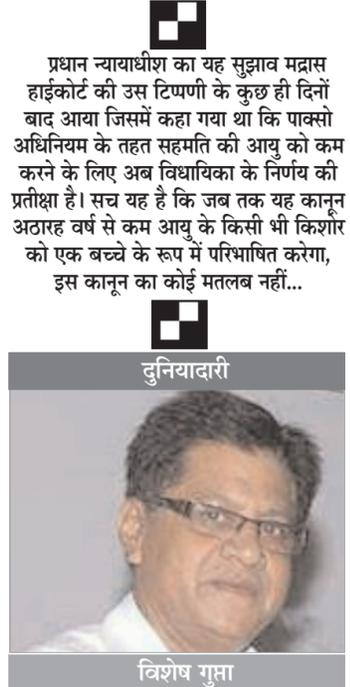 प्रधान न्यायाधीश का यह सुझाव मद्रास
हाईकोर्ट की उस टिप्पणी के कुछ ही दिनों
बाद आया जिसमें कहा गया था कि पाक्सो
अधिनियम के तहत सहमति की आयु को कम
करने के लिए अब विधायिका के निर्णय की
प्रतीक्षा है। सच यह है कि जब तक यह कानून
अठारह वर्ष से कम आयु के किसी भी किशोर
को एक बच्चे के रूप में परिभाषित करेगा,
इस कानून का कोई मतलब नहीं...
दुनियादारी
विशेष गुप्ता